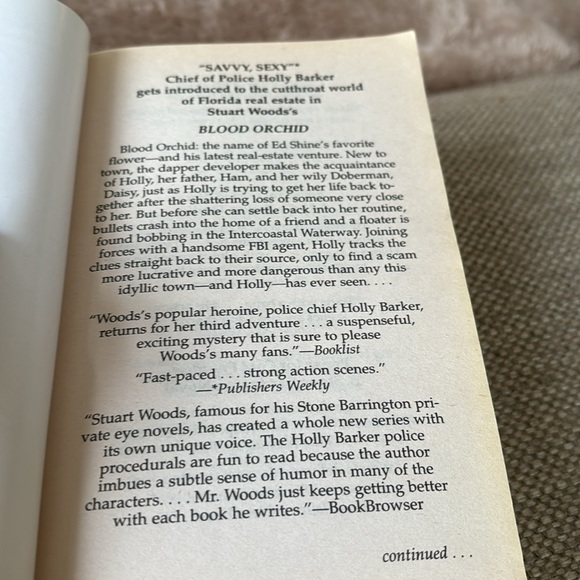 "SAVVY, SEXY"*
Chief of Police Holly Barker
gets introduced to the cutthroat world
of Florida real estate in
Stuart Woods's
BLOOD ORCHID
Blood Orchid: the name of Ed Shine's favorite
flower—and his latest real-estate venture. New to
town, the dapper developer makes the acquaintance
of Holly, her father, Ham, and her wily Doberman,
Daisy, just as Holly is trying to get her life back to-
gether after the shattering loss of someone very close
to her. But before she can settle back into her routine,
bullets crash into the home of a friend and a floater is
found bobbing in the Intercoastal Waterway. Joining
forces with a handsome FBI agent, Holly tracks the
clues straight back to their source, only to find a scam
more lucrative and more dangerous than any this
idyllic town—and Holly—has ever seen. . . .
"Woods's popular heroine, police chief Holly Barker,
returns for her third adventure . . . a suspenseful,
exciting mystery that is sure to please
Woods's many fans."—Booklist
"Fast-paced . . . strong action scenes."
—*Publishers Weekly
"Stuart Woods, famous for his Stone Barrington pri-
vate eye novels, has created a whole new series with
its own unique voice. The Holly Barker police
procedurals are fun to read because the author
imbues a subtle sense of humor in many of the
characters. . . . Mr. Woods just keeps getting better
with each book he writes."—BookBrowser
continued . . .